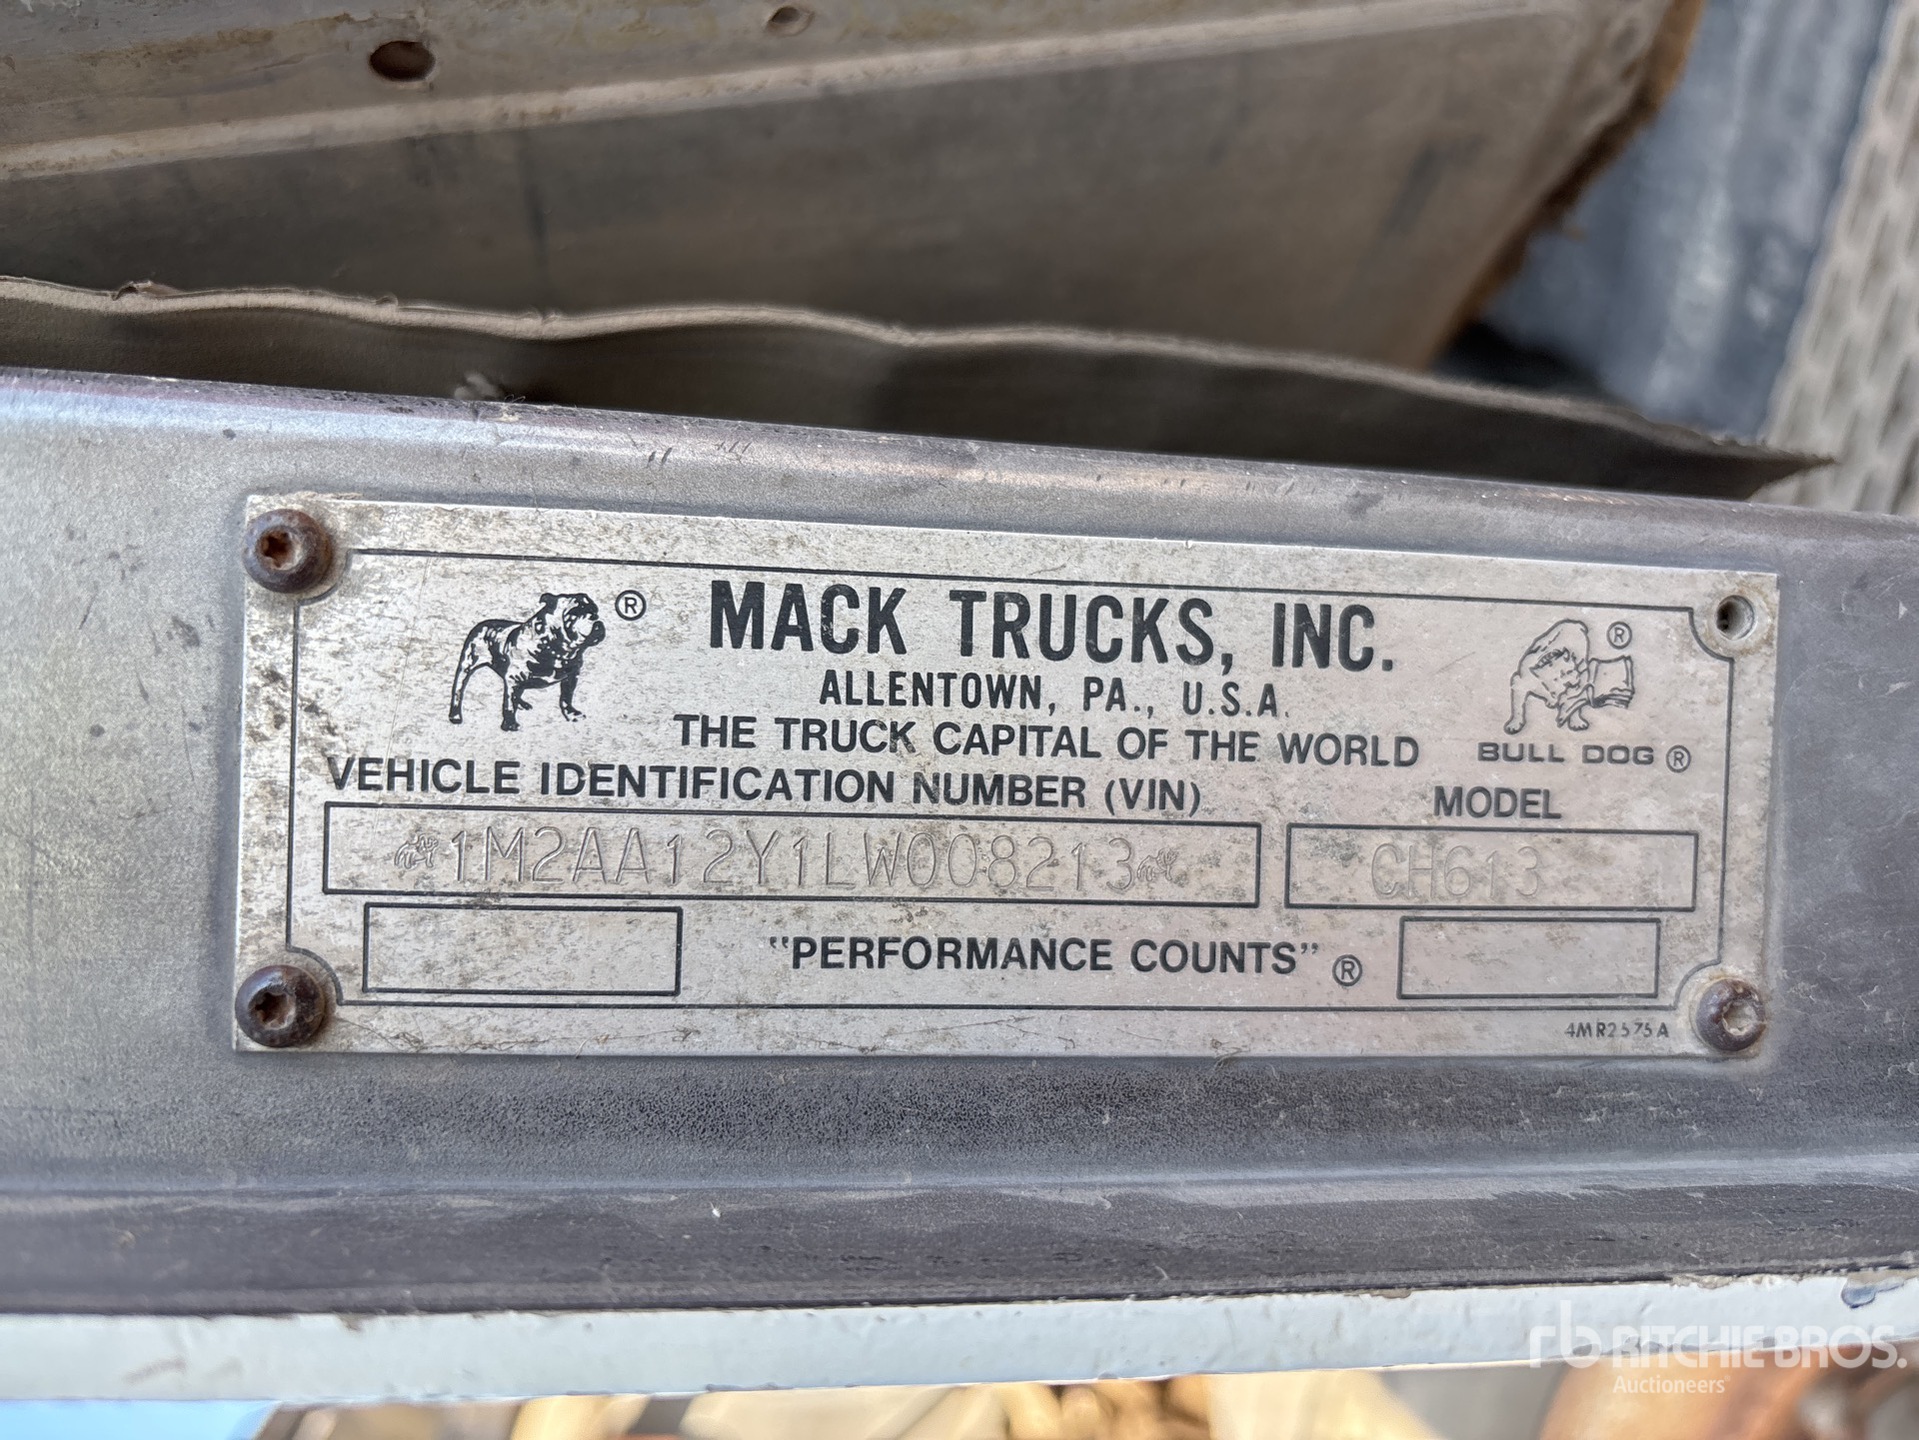 ® MACK TRUCKS, INC. ®
ALLENTOWN, PA., U.S.A.
THE TRUCK CAPITAL OF THE WORLD
BULL DOG ®
VEHICLE IDENTIFICATION NUMBER (VIN)
MODEL
1M2AA12Y1LW008213
CH613
"PERFORMANCE COUNTS" ®
4MR2575A
rb RITCHIE BROS.
Auctioneers